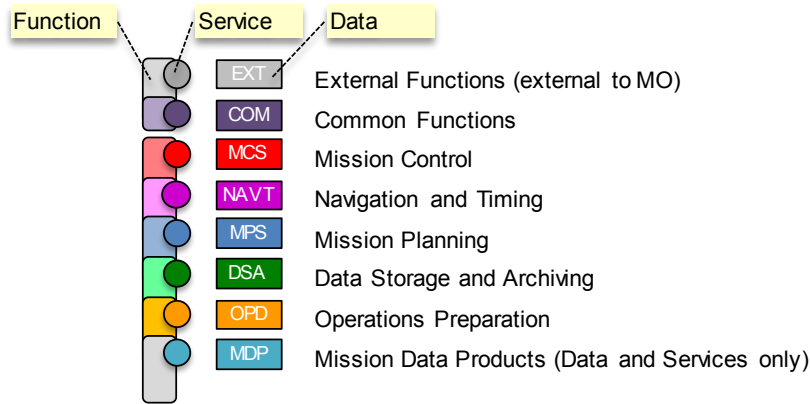 Function Service Data
EXT External Functions (external to MO)
COM Common Functions
MCS Mission Control
NAVT Navigation and Timing
MPS Mission Planning
DSA Data Storage and Archiving
OPD Operations Preparation
MDP Mission Data Products (Data and Services only)